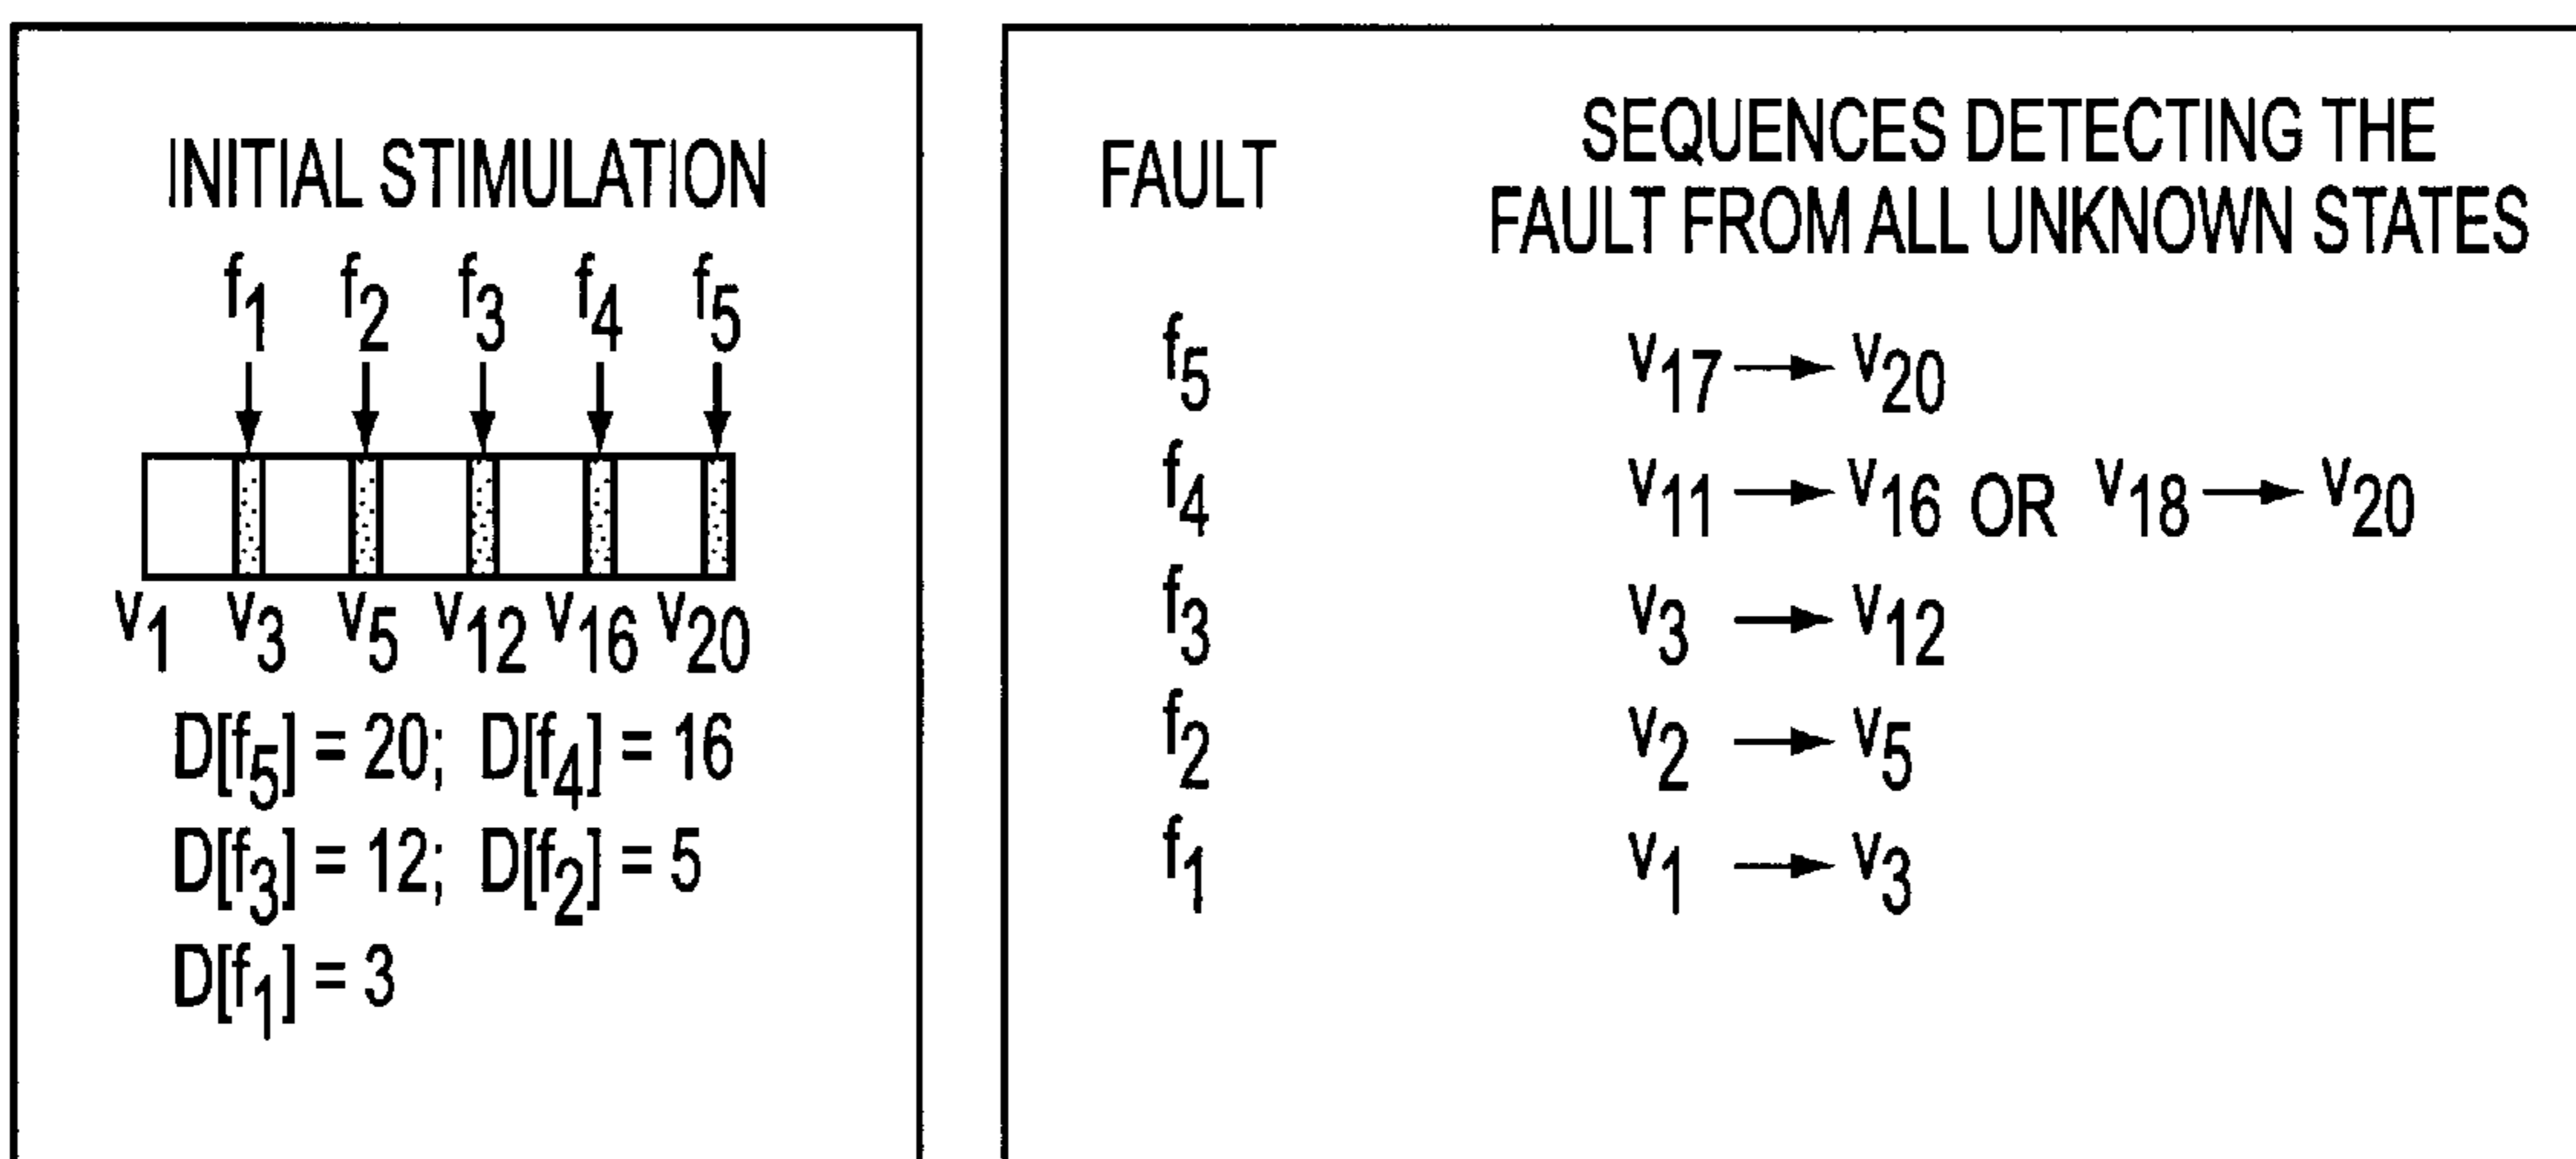 INITIAL STIMULATION
f1 f2 f3 f4 f5
v1 v3 v5 v12 v16 v20
D[f5] = 20; D[f4] = 16
D[f3] = 12; D[f2] = 5
D[f1] = 3
FAULT
SEQUENCES DETECTING THE
FAULT FROM ALL UNKNOWN STATES
f5 v17 → v20
f4 v11 → v16 OR v18 → v20
f3 v3 → v12
f2 v2 → v5
f1 v1 → v3